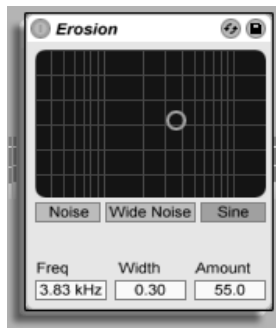 Erosion
Noise Wide Noise Sine
Freq Width Amount
3.83 kHz 0.30 55.0